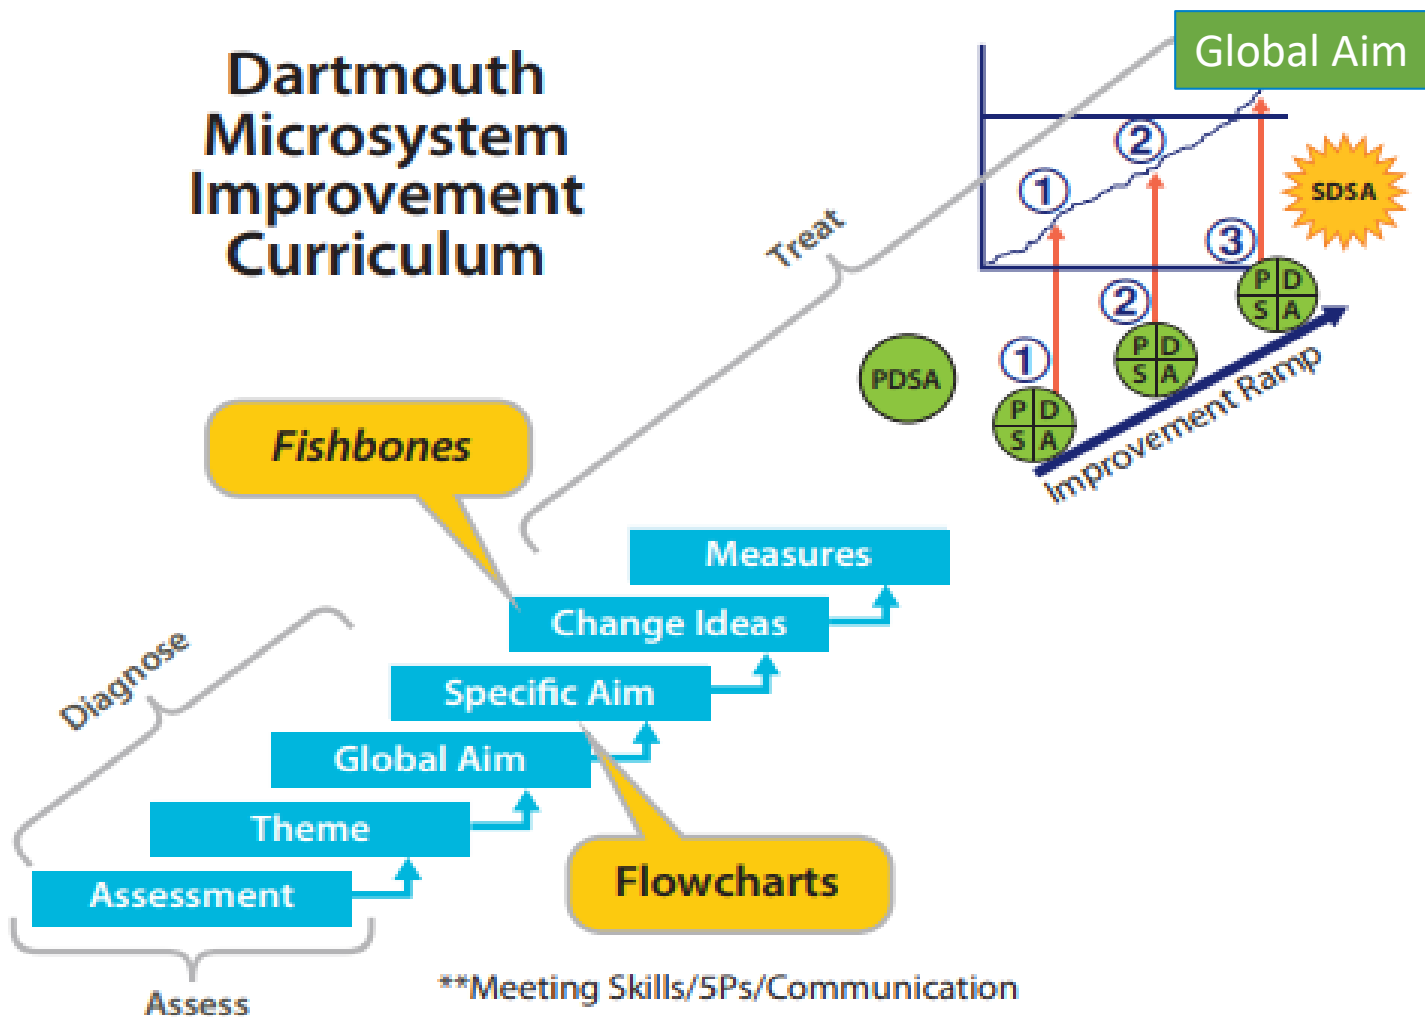 Dartmouth
Microsystem
Improvement
Curriculum
Global Aim
Treat
①
②
③
SDSA
PDSA
①
②
P D
S A
P D
S A
P D
S A
Improvement Ramp
Fishbones
Measures
Change Ideas
Diagnose
Specific Aim
Global Aim
Theme
Flowcharts
Assessment
Assess
**Meeting Skills/5Ps/Communication